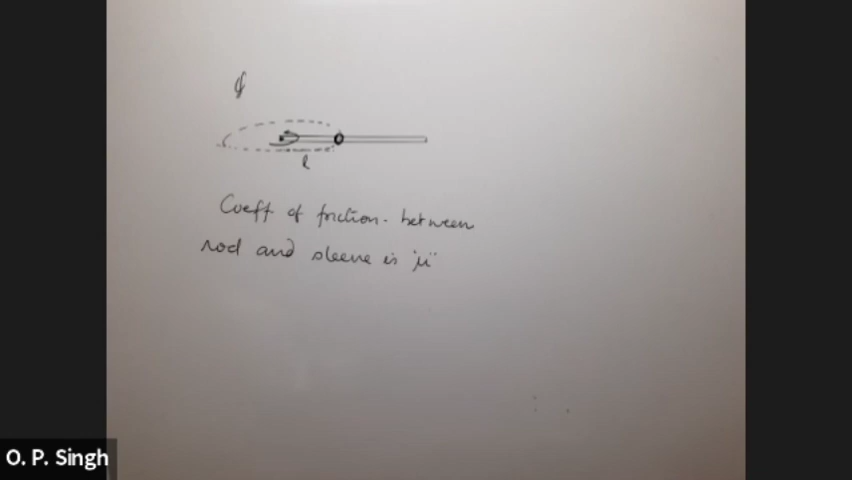 l
Coeff of friction. between
rod and sleeve is 'μ'
O. P. Singh